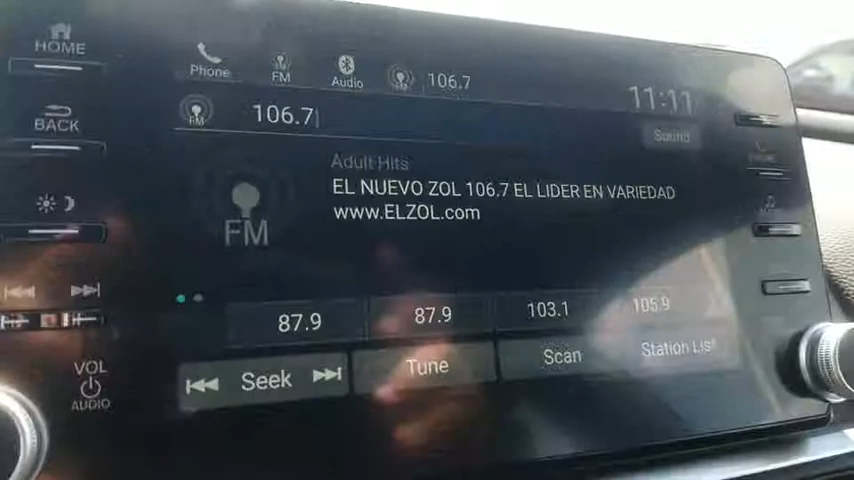 HOME
Phone
FM
Audio
FM
106.7
11:11
BACK
FM
106.7
Sound
Adult Hits
EL NUEVO ZOL 106.7 EL LIDER EN VARIEDAD
www.ELZOL.com
FM
87.9
87.9
103.1
105.9
Seek
Tune
Scan
Station List
VOL
AUDIO